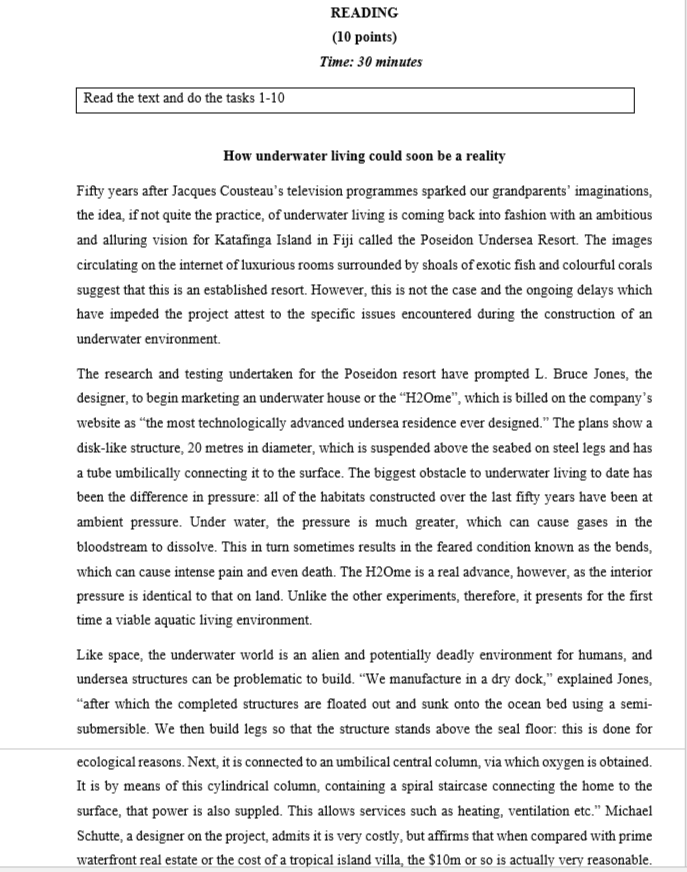 READING
(10 points)
Time: 30 minutes
Read the text and do the tasks 1-10
How underwater living could soon be a reality
Fifty years after Jacques Cousteau's television programmes sparked our grandparents' imaginations,
the idea, if not quite the practice, of underwater living is coming back into fashion with an ambitious
and alluring vision for Katafinga Island in Fiji called the Poseidon Undersea Resort. The images
circulating on the internet of luxurious rooms surrounded by shoals of exotic fish and colourful corals
suggest that this is an established resort. However, this is not the case and the ongoing delays which
have impeded the project attest to the specific issues encountered during the construction of an
underwater environment.
The research and testing undertaken for the Poseidon resort have prompted L. Bruce Jones, the
designer, to begin marketing an underwater house or the “H2Ome”, which is billed on the company's
website as “the most technologically advanced undersea residence ever designed.” The plans show a
disk-like structure, 20 metres in diameter, which is suspended above the seabed on steel legs and has
a tube umbilically connecting it to the surface. The biggest obstacle to underwater living to date has
been the difference in pressure: all of the habitats constructed over the last fifty years have been at
ambient pressure. Under water, the pressure is much greater, which can cause gases in the
bloodstream to dissolve. This in turn sometimes results in the feared condition known as the bends,
which can cause intense pain and even death. The H2Ome is a real advance, however, as the interior
pressure is identical to that on land. Unlike the other experiments, therefore, it presents for the first
time a viable aquatic living environment.
Like space, the underwater world is an alien and potentially deadly environment for humans, and
undersea structures can be problematic to build. “We manufacture in a dry dock,” explained Jones,
“after which the completed structures are floated out and sunk onto the ocean bed using a semi-
submersible. We then build legs so that the structure stands above the seal floor: this is done for
ecological reasons. Next, it is connected to an umbilical central column, via which oxygen is obtained.
It is by means of this cylindrical column, containing a spiral staircase connecting the home to the
surface, that power is also suppled. This allows services such as heating, ventilation etc.” Michael
Schutte, a designer on the project, admits it is very costly, but affirms that when compared with prime
waterfront real estate or the cost of a tropical island villa, the $10m or so is actually very reasonable.